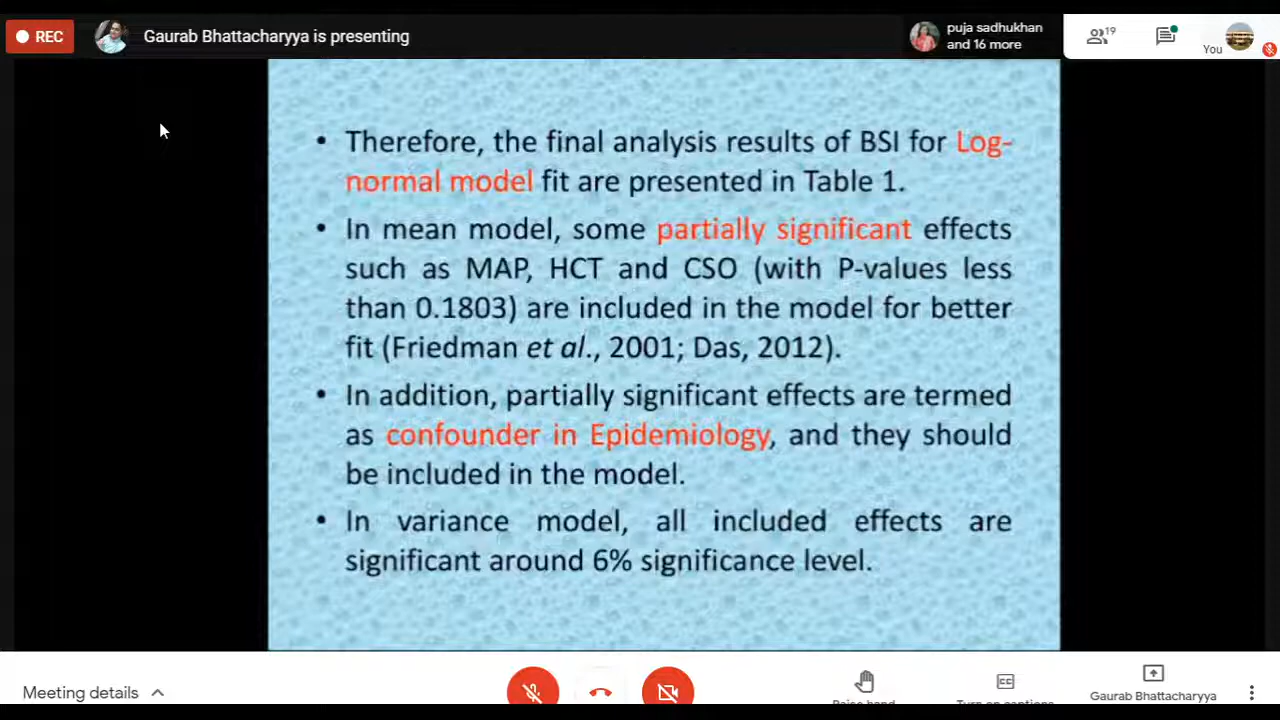 REC
Gaurab Bhattacharyya is presenting
puja sadhukhan
and 16 more
19
You
• Therefore, the final analysis results of BSI for Log-
normal model fit are presented in Table 1.
• In mean model, some partially significant effects
such as MAP, HCT and CSO (with P-values less
than 0.1803) are included in the model for better
fit (Friedman et al., 2001; Das, 2012).
• In addition, partially significant effects are termed
as confounder in Epidemiology, and they should
be included in the model.
• In variance model, all included effects are
significant around 6% significance level.
Meeting details
Raise hand
CC
Turn on captions
Gaurab Bhattacharyya